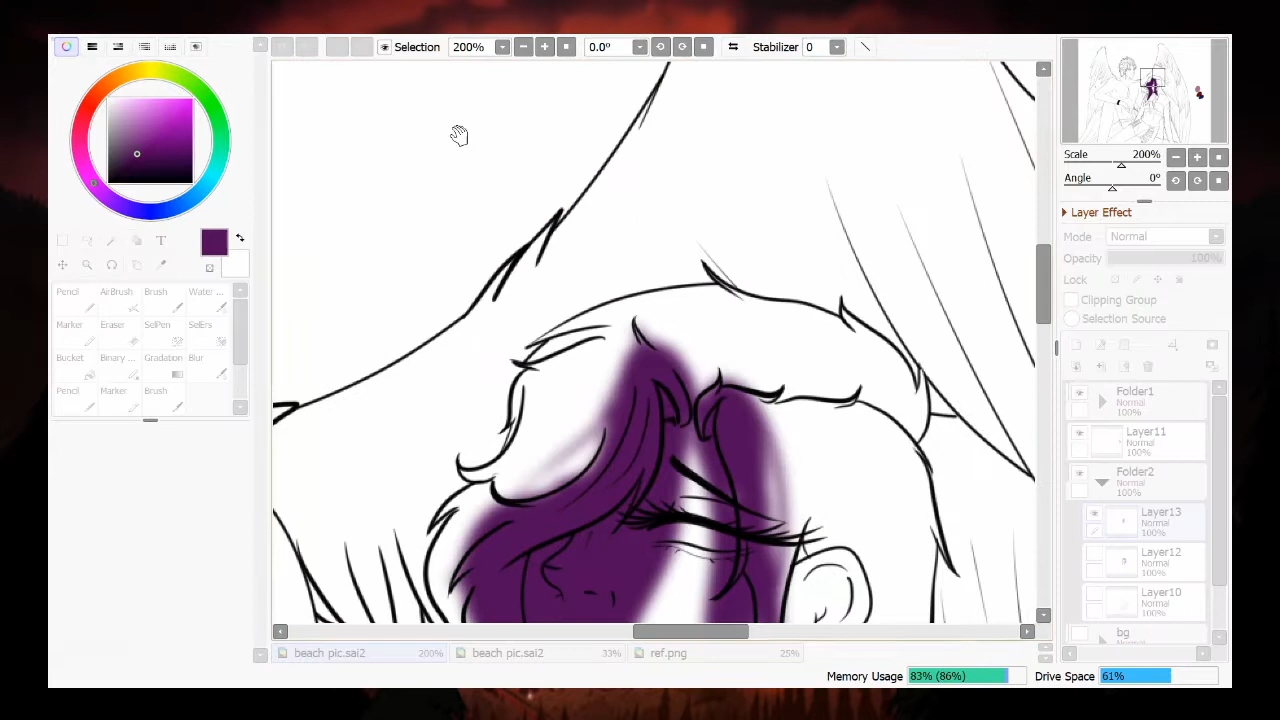 Selection 200% 0.0° Stabilizer 0
Scale 200%
Angle 0°
Layer Effect
Mode Normal
Opacity 100%
Lock
Clipping Group
Selection Source
T
Pencil AirBrush Brush Water ...
Marker Eraser SelPen SelErs
Bucket Binary ... Gradation Blur
Pencil Marker Brush
Folder1
Normal
100%
Layer11
Normal
100%
Folder2
Normal
100%
Layer13
Normal
100%
Layer12
Normal
100%
Layer10
Normal
100%
bg
beach pic.sai2 200% beach pic.sai2 33% ref.png 25%
Memory Usage 83% (86%) Drive Space 61%